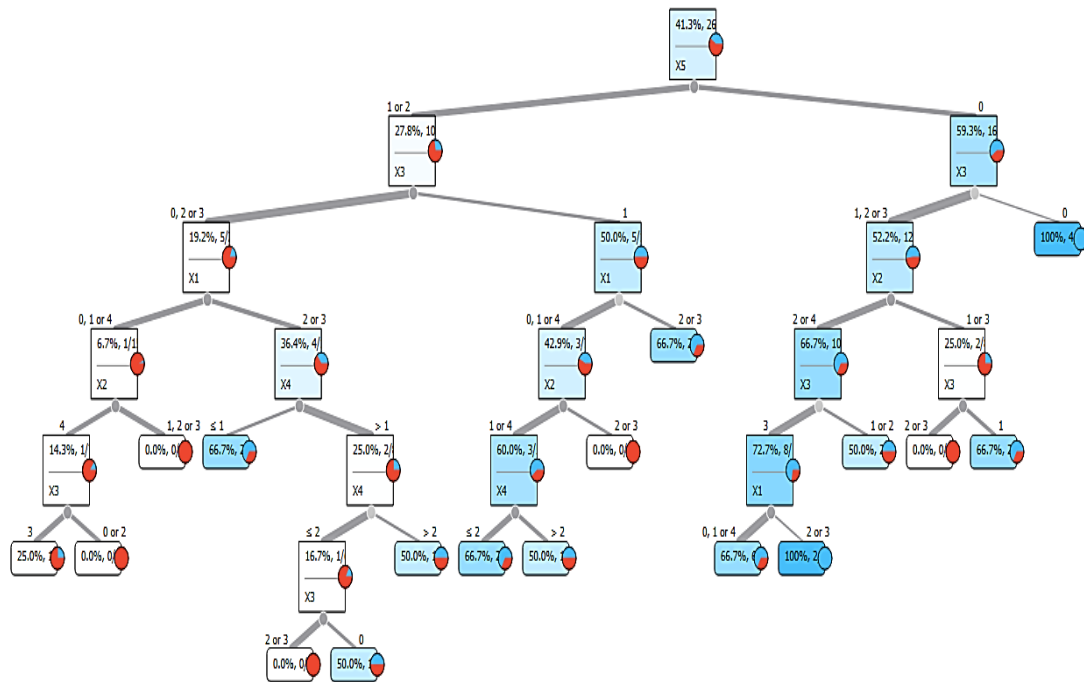 41.3%, 26
X5
1 or 2
0
27.8%, 10
X3
59.3%, 16
X3
0, 2 or 3
1
1, 2 or 3
0
19.2%, 5/
X1
50.0%, 5/
X1
52.2%, 12
X2
100%, 4
0, 1 or 4
2 or 3
0, 1 or 4
2 or 3
2 or 4
1 or 3
6.7%, 1/1
X2
36.4%, 4/
X4
42.9%, 3/
X2
66.7%, 2
66.7%, 10
X3
25.0%, 2/
X3
4
1, 2 or 3
≤ 1
> 1
1 or 4
2 or 3
3
1 or 2
2 or 3
1
14.3%, 1/
X3
0.0%, 0/
66.7%, 2
25.0%, 2/
X4
60.0%, 3/
X4
0.0%, 0/
72.7%, 8/
X1
50.0%, 2
0.0%, 0/
66.7%, 2
3
0 or 2
≤ 2
> 2
≤ 2
> 2
0, 1 or 4
2 or 3
25.0%, 1
0.0%, 0/
16.7%, 1/
X3
50.0%, 1
66.7%, 2
50.0%, 1
66.7%, 6
100%, 2
2 or 3
0
0.0%, 0/
50.0%, 1